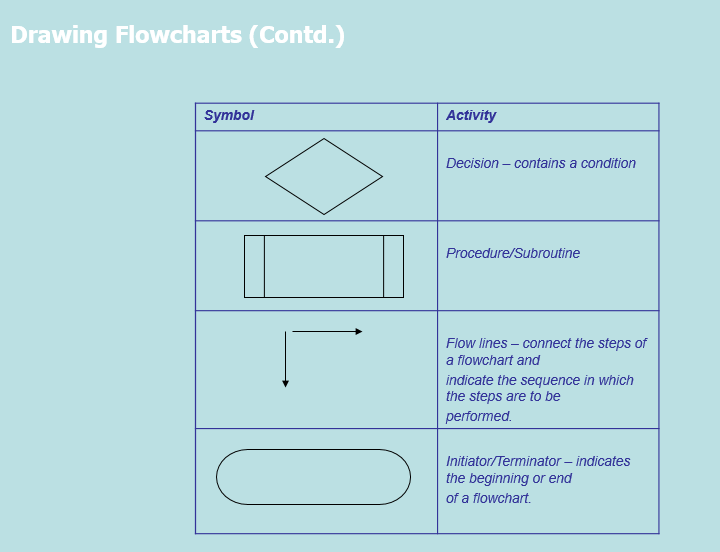 Drawing Flowcharts (Contd.)
Symbol
Activity
Decision – contains a condition
Procedure/Subroutine
Flow lines – connect the steps of
a flowchart and
indicate the sequence in which
the steps are to be
performed.
Initiator/Terminator – indicates
the beginning or end
of a flowchart.